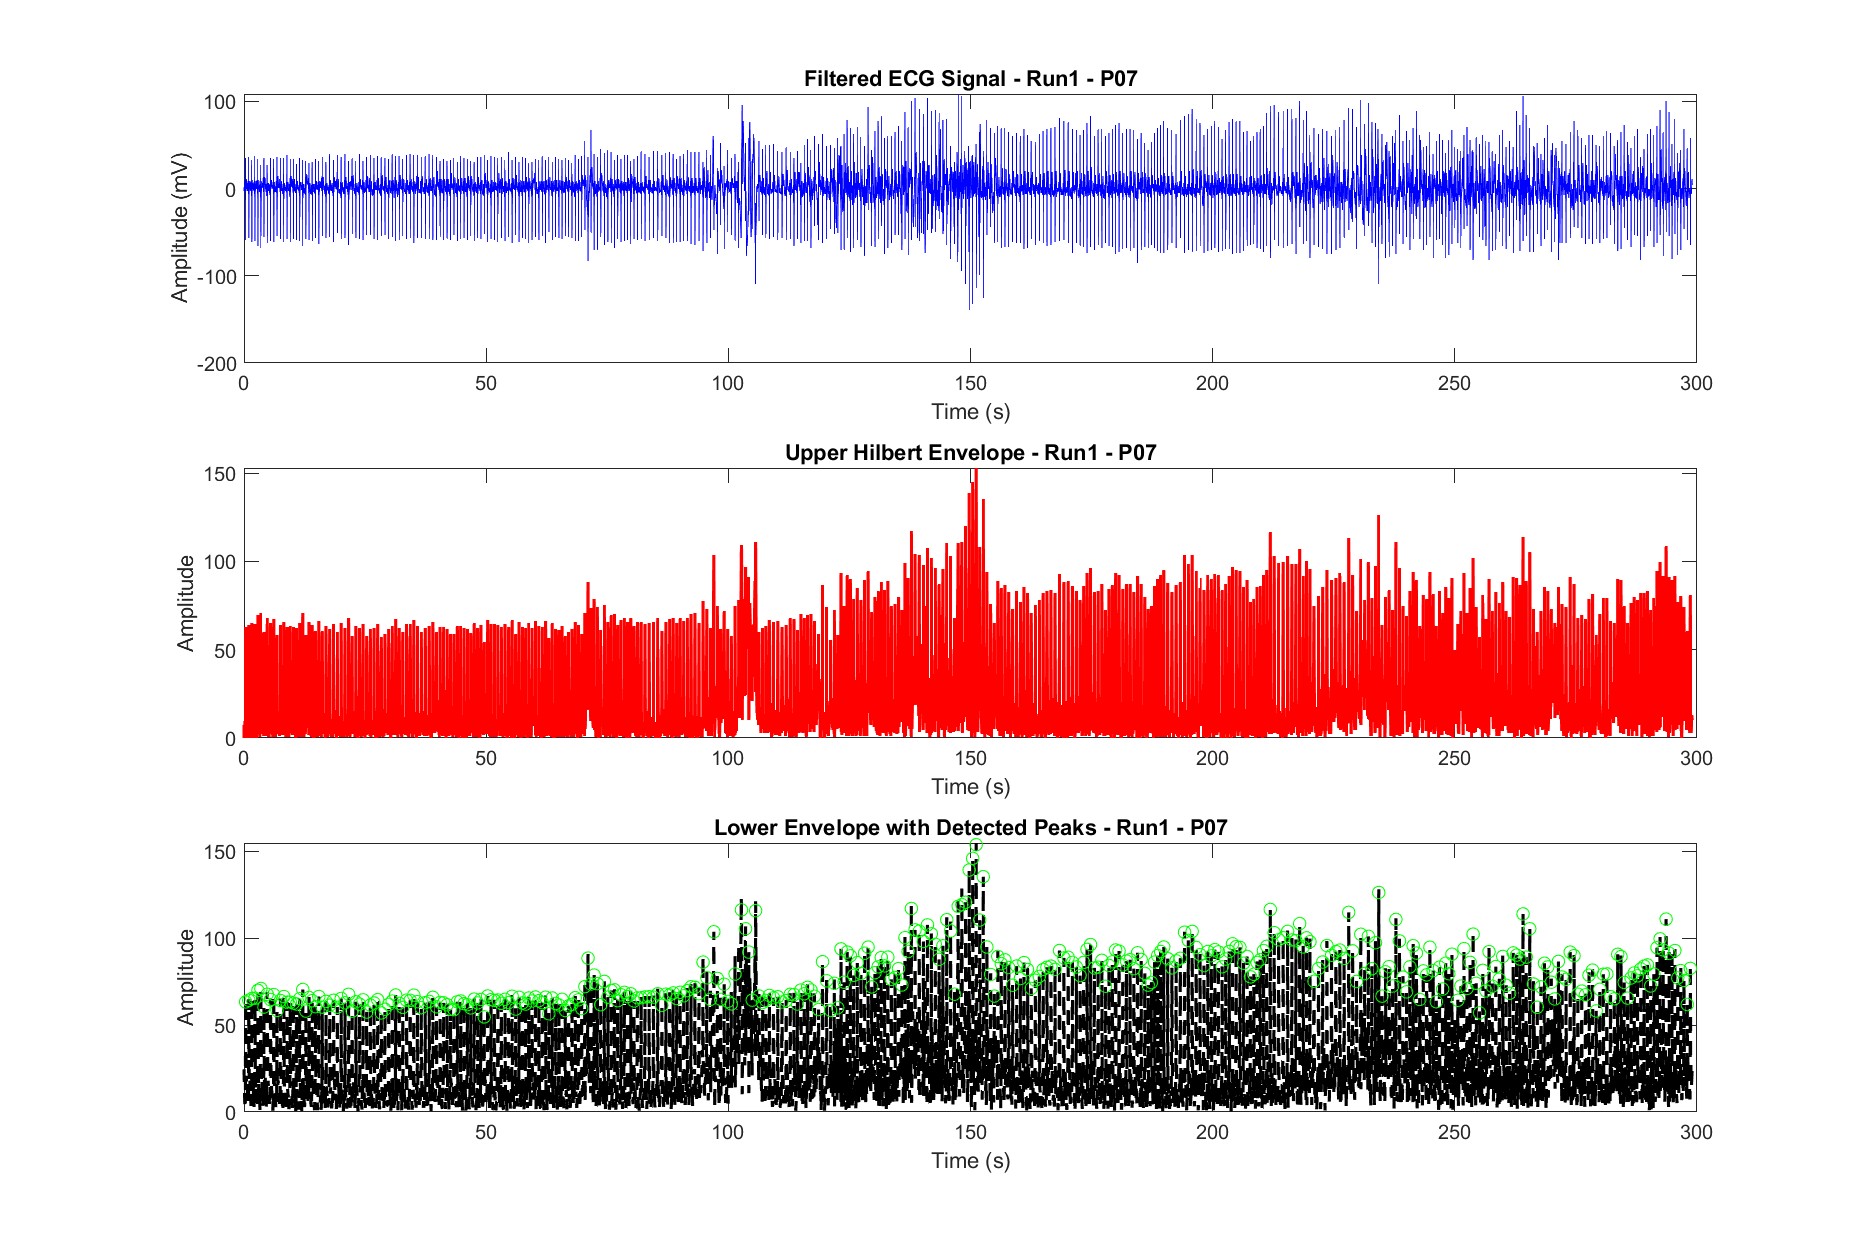 Filtered ECG Signal - Run1 - P07
Amplitude (mV)
100
0
-100
-200
0 50 100 150 200 250 300
Time (s)
Upper Hilbert Envelope - Run1 - P07
Amplitude
150
100
50
0
0 50 100 150 200 250 300
Time (s)
Lower Envelope with Detected Peaks - Run1 - P07
Amplitude
150
100
50
0
0 50 100 150 200 250 300
Time (s)